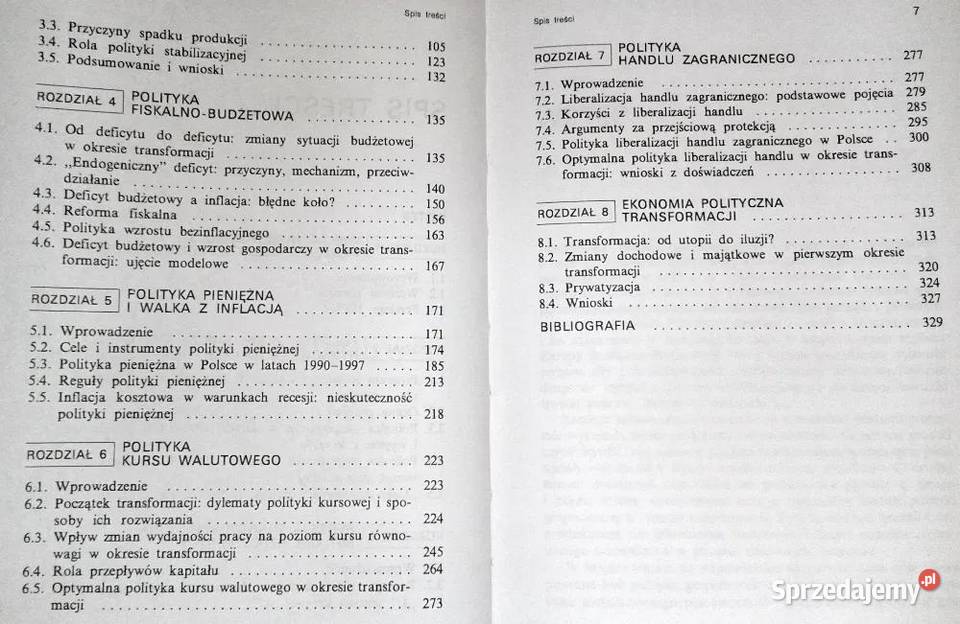 Spis treści
3.3. Przyczyny spadku produkcji . . . . . . . . . . . . . . . . 105
3.4. Rola polityki stabilizacyjnej . . . . . . . . . . . . . . . . 123
3.5. Podsumowanie i wnioski . . . . . . . . . . . . . . . . 132
ROZDZIAŁ 4 POLITYKA
FISKALNO-BUDŻETOWA . . . . . . . . . . . 135
4.1. Od deficytu do deficytu: zmiany sytuacji budżetowej
w okresie transformacji . . . . . . . . . . . . . . . . 135
4.2. „Endogeniczny” deficyt: przyczyny, mechanizm, przeciw-
działanie . . . . . . . . . . . . . . . . 140
4.3. Deficyt budżetowy a inflacja: błędne koło? . . . . . . . . 150
4.4. Reforma fiskalna . . . . . . . . . . . . . . . . 156
4.5. Polityka wzrostu bezinflacyjnego . . . . . . . . . . . . 163
4.6. Deficyt budżetowy i wzrost gospodarczy w okresie trans-
formacji: ujęcie modelowe . . . . . . . . . . . . . . . . 167
ROZDZIAŁ 5 POLITYKA PIENIĘŻNA
I WALKA Z INFLACJĄ . . . . . . . . . . . . 171
5.1. Wprowadzenie . . . . . . . . . . . . . . . . 171
5.2. Cele i instrumenty polityki pieniężnej . . . . . . . . . . 174
5.3. Polityka pieniężna w Polsce w latach 1990–1997 . . . . . 185
5.4. Reguły polityki pieniężnej . . . . . . . . . . . . . . . . 213
5.5. Inflacja kosztowa w warunkach recesji: nieskuteczność
polityki pieniężnej . . . . . . . . . . . . . . . . 218
ROZDZIAŁ 6 POLITYKA
KURSU WALUTOWEGO . . . . . . . . . . . 223
6.1. Wprowadzenie . . . . . . . . . . . . . . . . 223
6.2. Początek transformacji: dylematy polityki kursowej i spo-
soby ich rozwiązania . . . . . . . . . . . . . . . . 224
6.3. Wpływ zmian wydajności pracy na poziom kursu równo-
wagi w okresie transformacji . . . . . . . . . . . . . . 245
6.4. Rola przepływów kapitału . . . . . . . . . . . . . . . . 264
6.5. Optymalna polityka kursu walutowego w okresie transfor-
macji . . . . . . . . . . . . . . . . 273
Spis treści 7
ROZDZIAŁ 7 POLITYKA
HANDLU ZAGRANICZNEGO . . . . . . . . . 277
7.1. Wprowadzenie . . . . . . . . . . . . . . . . 277
7.2. Liberalizacja handlu zagranicznego: podstawowe pojęcia 279
7.3. Korzyści z liberalizacji handlu . . . . . . . . . . . . . . 285
7.4. Argumenty za przejściową protekcją . . . . . . . . . . . 295
7.5. Polityka liberalizacji handlu zagranicznego w Polsce . . 300
7.6. Optymalna polityka liberalizacji handlu w okresie trans-
formacji: wnioski z doświadczeń . . . . . . . . . . . . 308
ROZDZIAŁ 8 EKONOMIA POLITYCZNA
TRANSFORMACJI . . . . . . . . . . . . . . 313
8.1. Transformacja: od utopii do iluzji? . . . . . . . . . . . 313
8.2. Zmiany dochodowe i majątkowe w pierwszym okresie
transformacji . . . . . . . . . . . . . . . . 320
8.3. Prywatyzacja . . . . . . . . . . . . . . . . 324
8.4. Wnioski . . . . . . . . . . . . . . . . 327
BIBLIOGRAFIA . . . . . . . . . . . . . . . . 329
Sprzedajemy.pl